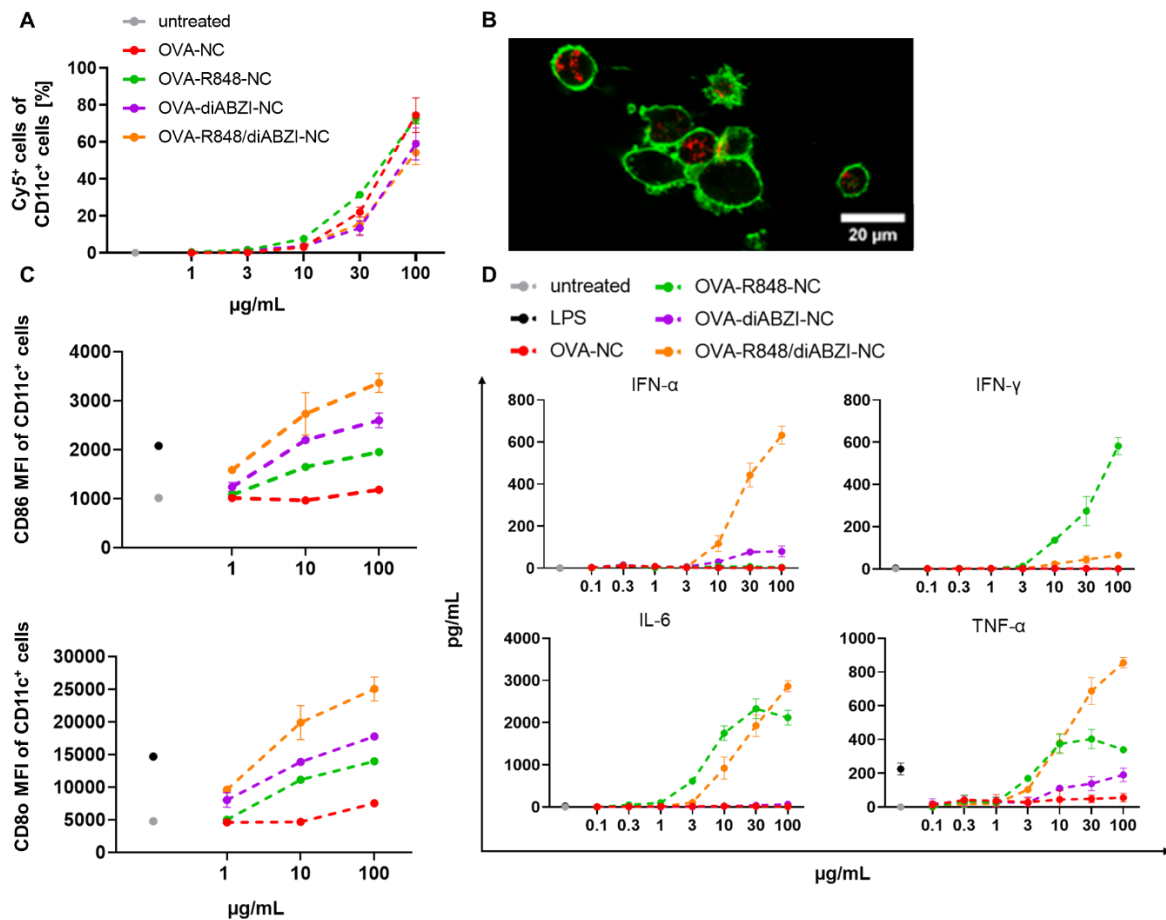 A
untreated
OVA-NC
OVA-R848-NC
OVA-diABZI-NC
OVA-R848/diABZI-NC
Cy5⁺ cells of
CD11c⁺ cells [%]
100
80
60
40
20
0
1 3 10 30 100
µg/mL
B
20 µm
C
CD86 MFI of CD11c⁺ cells
4000
3000
2000
1000
0
1 10 100
CD8o MFI of CD11c⁺ cells
30000
25000
20000
15000
10000
5000
0
1 10 100
µg/mL
D
untreated
LPS
OVA-NC
OVA-R848-NC
OVA-diABZI-NC
OVA-R848/diABZI-NC
pg/mL
IFN-α
800
600
400
200
0
0.1 0.3 1 3 10 30 100
IFN-γ
800
600
400
200
0
0.1 0.3 1 3 10 30 100
IL-6
4000
3000
2000
1000
0
0.1 0.3 1 3 10 30 100
TNF-α
1000
800
600
400
200
0
0.1 0.3 1 3 10 30 100
µg/mL